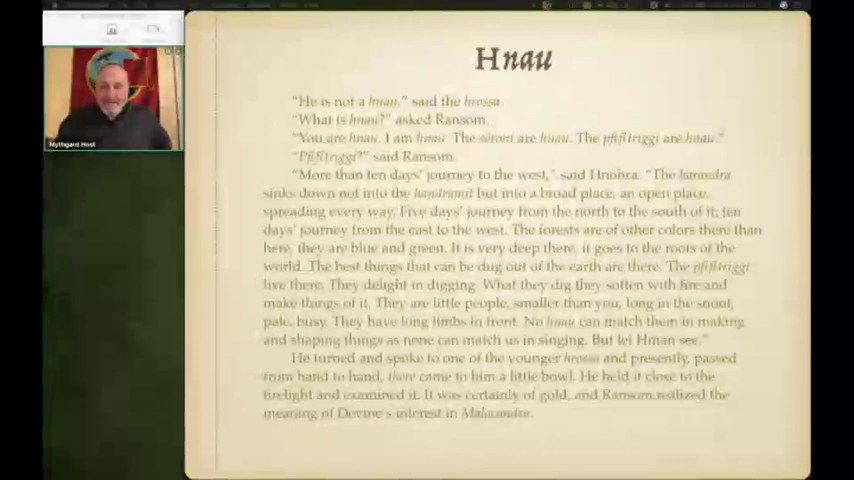 Mythgard Host
Hnau
“He is not a hnau,” said the hrossa.
“What is hnau?” asked Ransom.
“You are hnau. I am hnau. The séroni are hnau. The pfifltriggi are hnau.”
“Pfifltriggi?” said Ransom.
“More than ten days’ journey to the west,” said Hnohra. “The harandra
sinks down not into the handramit but into a broad place, an open place,
spreading every way. Five days’ journey from the north to the south of it; ten
days’ journey from the east to the west. The forests are of other colors there than
here, they are blue and green. It is very deep there, it goes to the roots of the
world. The best things that can be dug out of the earth are there. The pfifltriggi
live there. They delight in digging. What they dig they soften with fire and
make things of it. They are little people, smaller than you, long in the snout,
pale, busy. They have long limbs in front. No hnau can match them in making
and shaping things as none can match us in singing. But let Hman see.”
He turned and spoke to one of the younger hrossa and presently, passed
from hand to hand, there came to him a little bowl. He held it close to the
firelight and examined it. It was certainly of gold, and Ransom realized the
meaning of Devine’s interest in Malacandra.